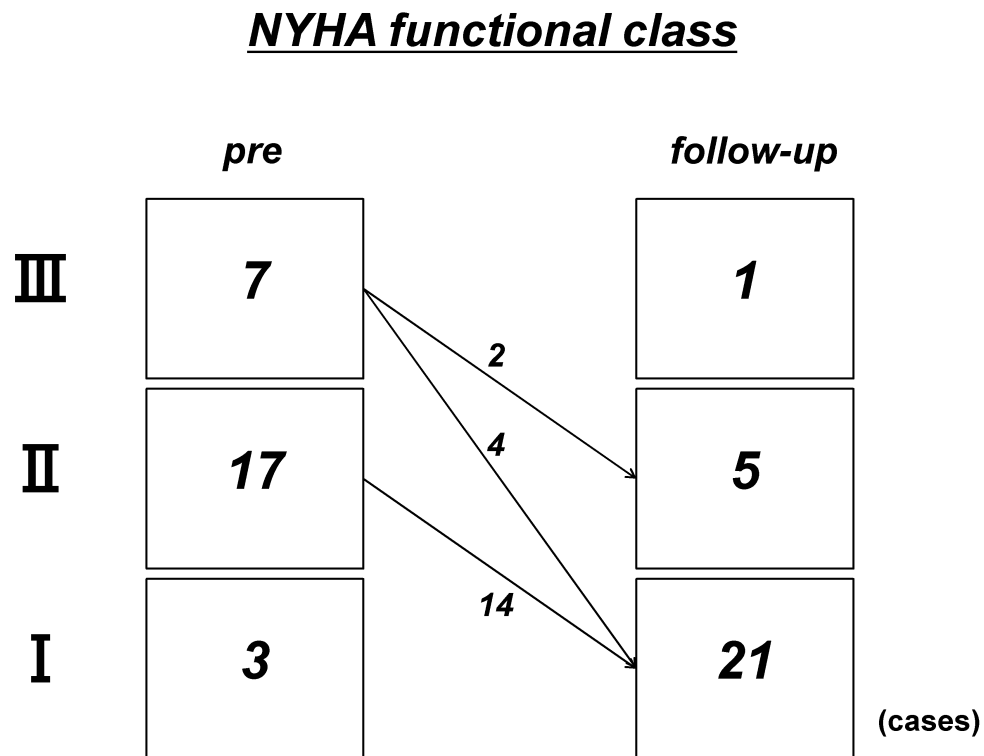 NYHA functional class
pre follow-up
III 7 1
2
4
II 17 5
14
I 3 21
(cases)